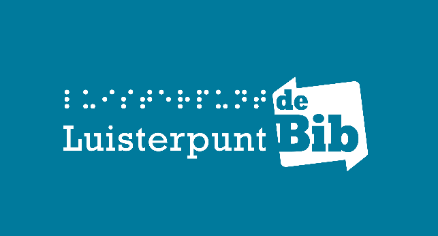 ⠇⠥⠊⠎⠞⠑⠗⠏⠥⠝⠞ de
Luisterpunt Bib